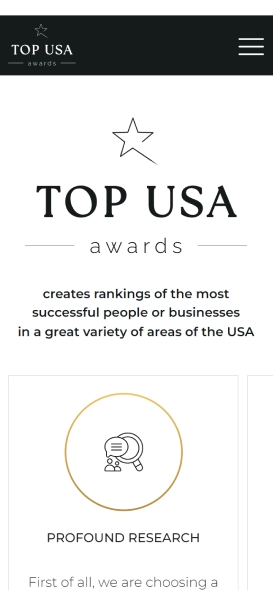 TOP USA
awards
TOP USA
awards
creates rankings of the most
successful people or businesses
in a great variety of areas of the USA
PROFOUND RESEARCH
First of all, we are choosing a